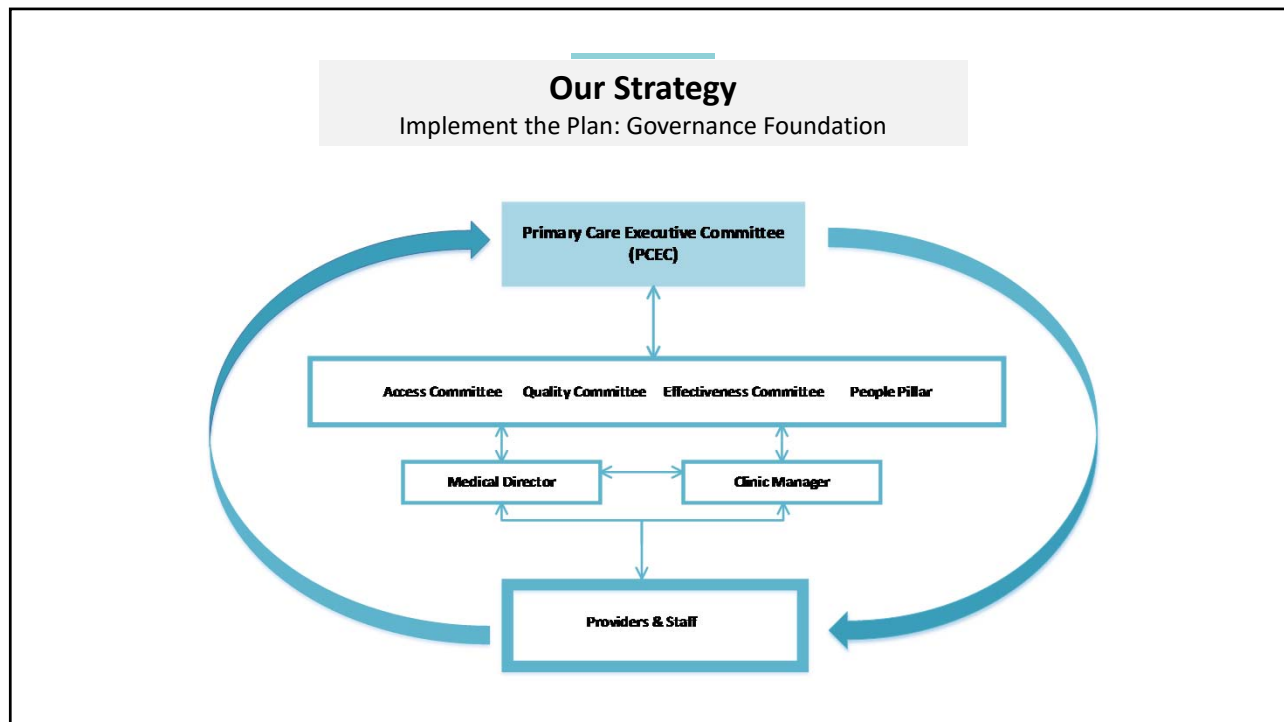 Our Strategy
Implement the Plan: Governance Foundation
Primary Care Executive Committee
(PCEC)
Access Committee Quality Committee Effectiveness Committee People Pillar
Medical Director Clinic Manager
Providers & Staff